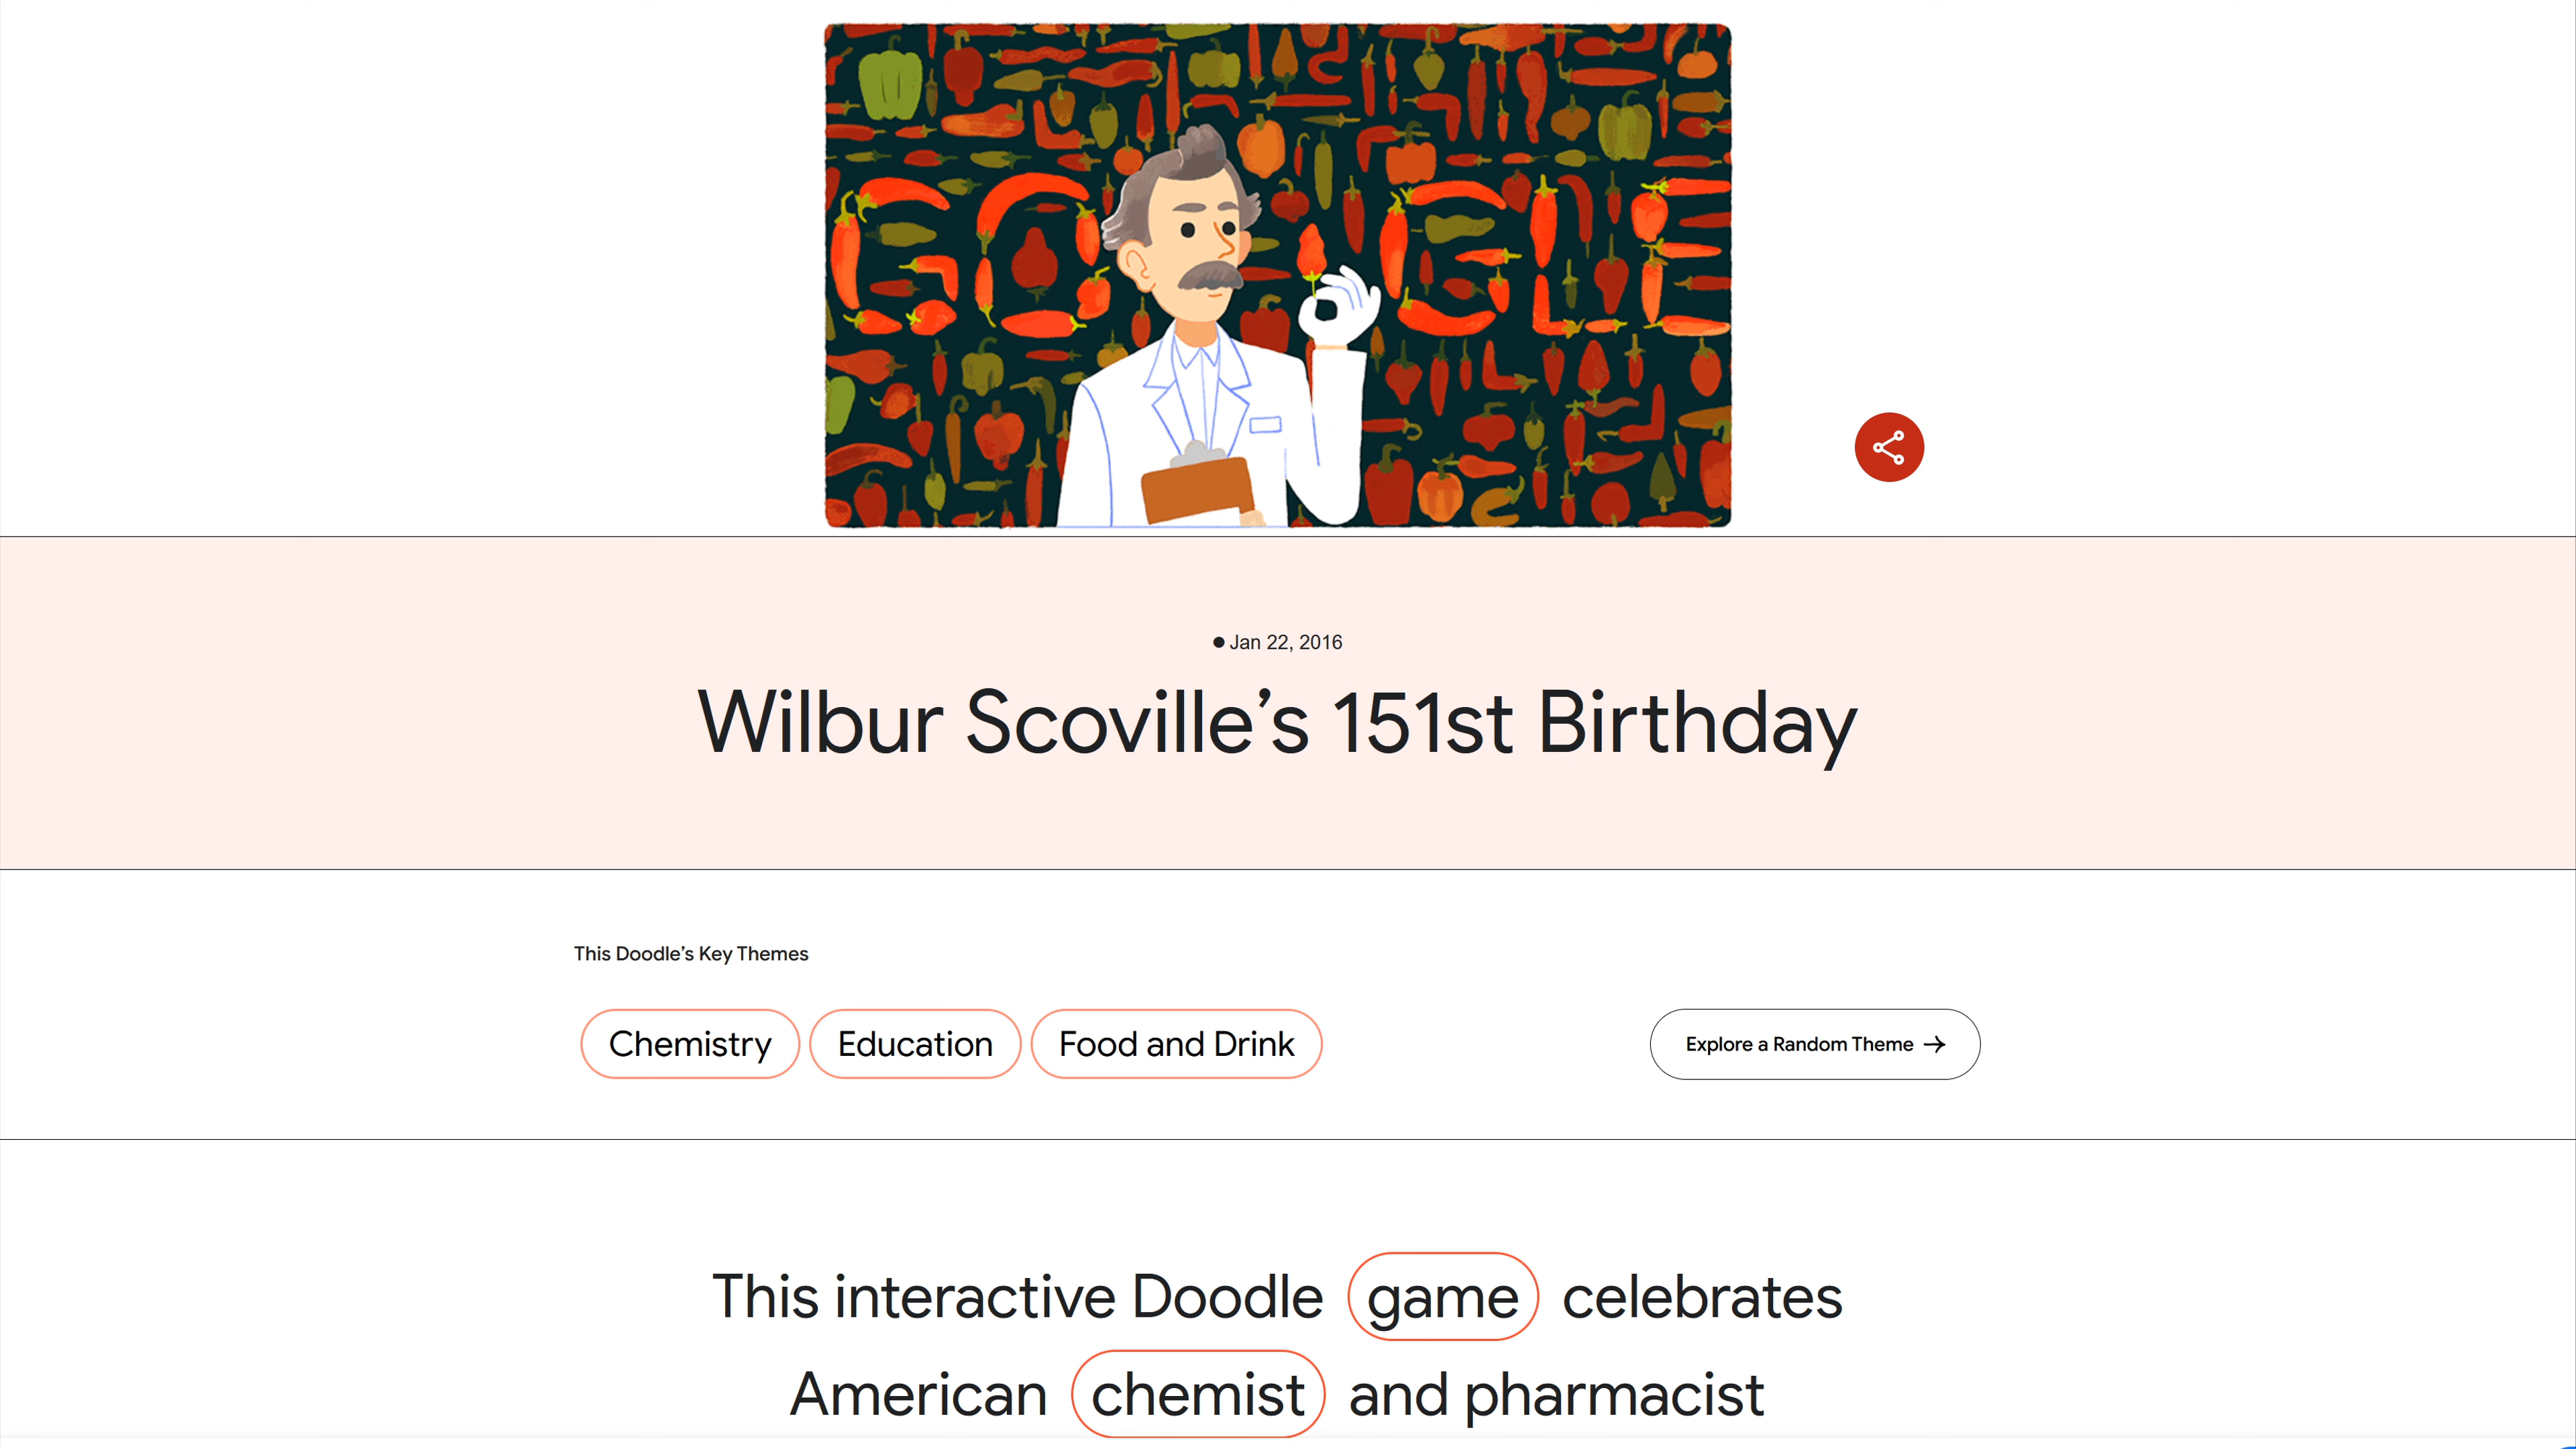 GOOGLE
Jan 22, 2016
Wilbur Scoville’s 151st Birthday
This Doodle’s Key Themes
Chemistry Education Food and Drink
Explore a Random Theme
This interactive Doodle game celebrates
American chemist and pharmacist